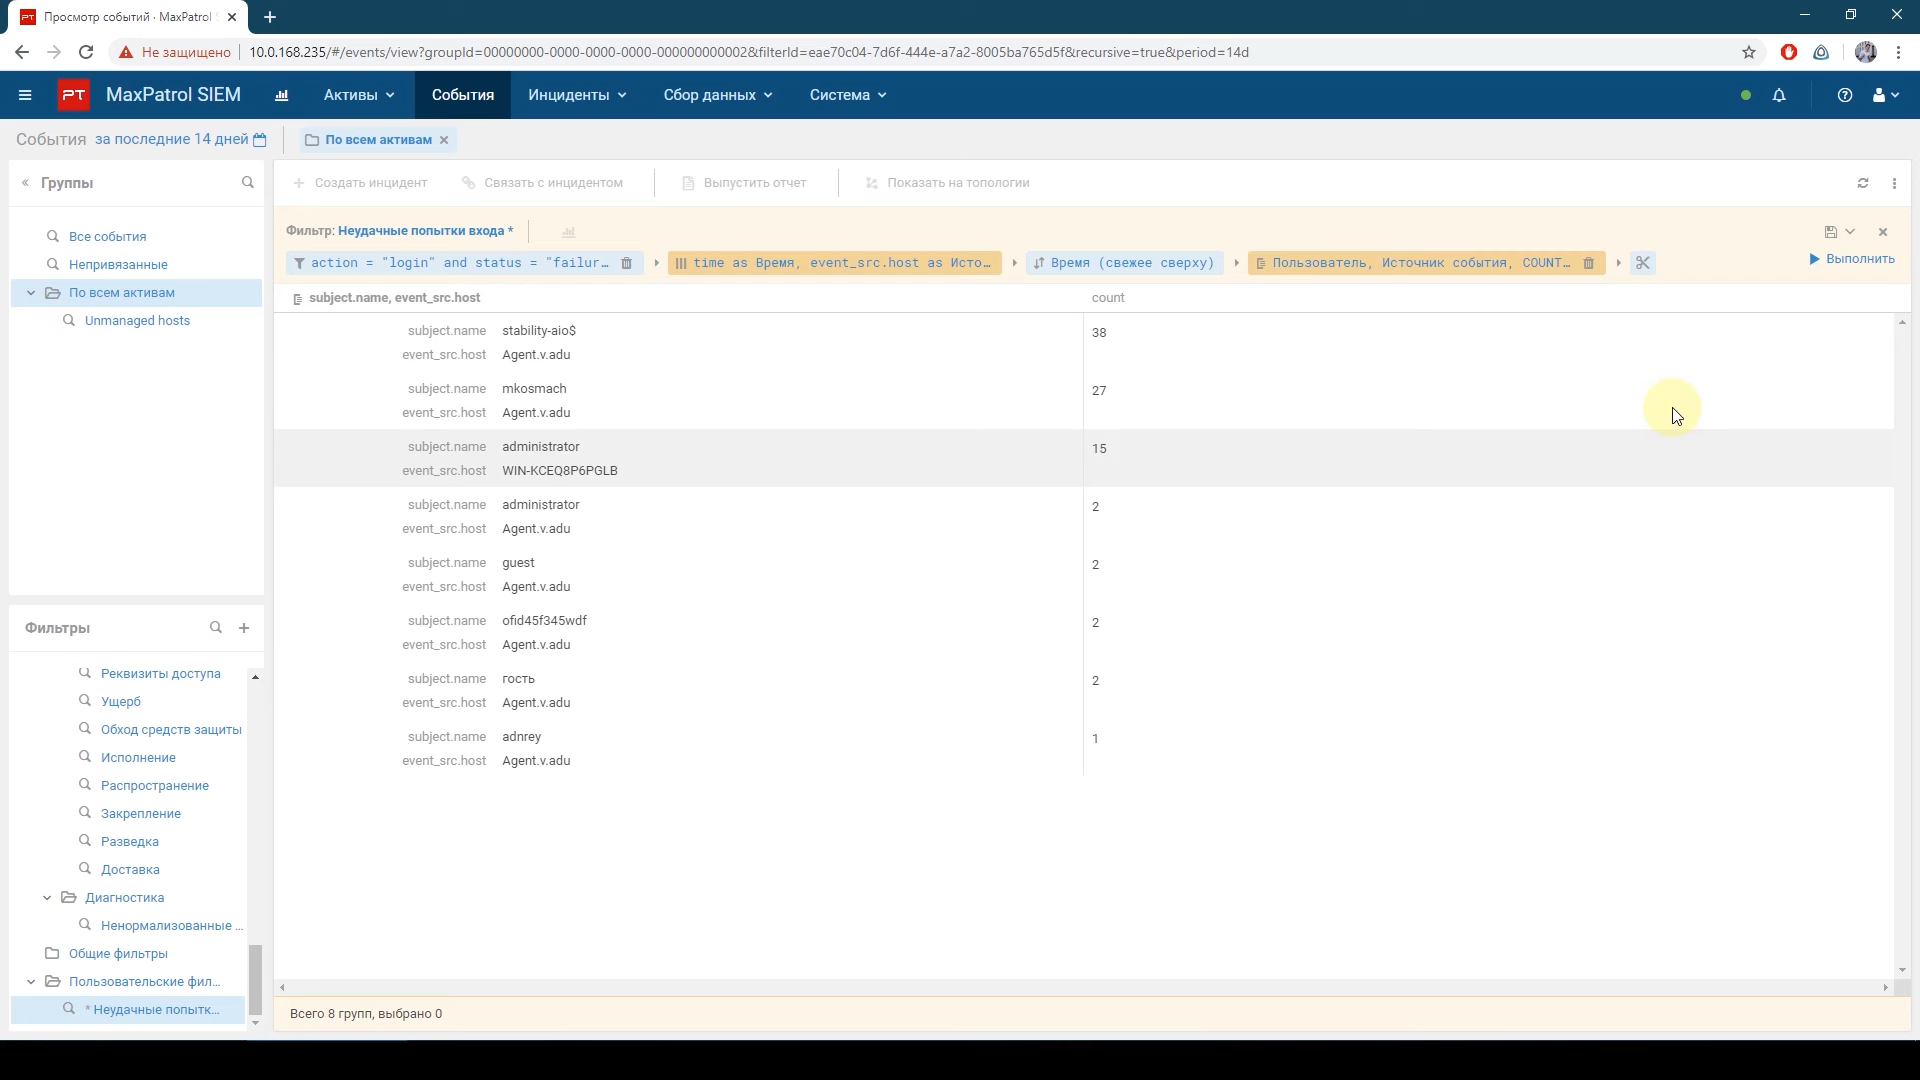 Просмотр событий · MaxPatrol
Не защищено
10.0.168.235/#/events/view?groupId=00000000-0000-0000-0000-000000000002&filterId=eae70c04-7d6f-444e-a7a2-8005ba765d5f&recursive=true&period=14d
PT MaxPatrol SIEM Активы События Инциденты Сбор данных Система
События за последние 14 дней По всем активам
Группы
Все события
Непривязанные
По всем активам
Unmanaged hosts
Создать инцидент Связать с инцидентом Выпустить отчет Показать на топологии
Фильтр: Неудачные попытки входа *
action = "login" and status = "failur… time as Время, event_src.host as Исто… Время (свежее сверху) Пользователь, Источник события, COUNT… Выполнить
subject.name, event_src.host count
subject.name stability-aio$ 38
event_src.host Agent.v.adu
subject.name mkosmach 27
event_src.host Agent.v.adu
subject.name administrator 15
event_src.host WIN-KCEQ8P6PGLB
subject.name administrator 2
event_src.host Agent.v.adu
subject.name guest 2
event_src.host Agent.v.adu
subject.name ofid45f345wdf 2
event_src.host Agent.v.adu
subject.name гость 2
event_src.host Agent.v.adu
subject.name adnrey 1
event_src.host Agent.v.adu
Фильтры
Реквизиты доступа
Ущерб
Обход средств защиты
Исполнение
Распространение
Закрепление
Разведка
Доставка
Диагностика
Ненормализованные …
Общие фильтры
Пользовательские фил…
* Неудачные попытк…
Всего 8 групп, выбрано 0